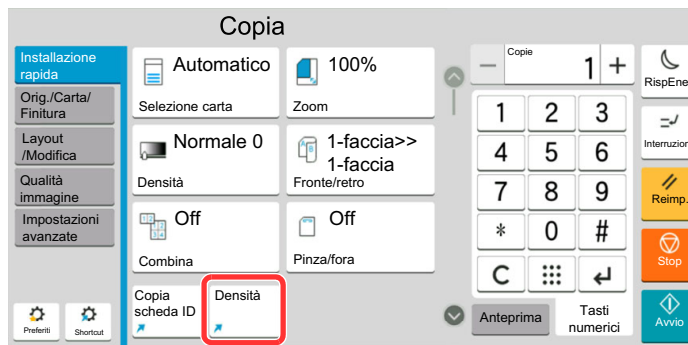 Copia
Installazione
rapida
Orig./Carta/
Finitura
Layout
/Modifica
Qualità
immagine
Impostazioni
avanzate
Preferiti
Shortcut
Automatico
Selezione carta
100%
Zoom
Normale 0
Densità
1-faccia>>
1-faccia
Fronte/retro
Off
Combina
Off
Pinza/fora
Copia
scheda ID
Densità
Copie
1
1 2 3
4 5 6
7 8 9
* 0 #
C
Anteprima
Tasti
numerici
RispEne
Interruzion
Reimp.
Stop
Avvio